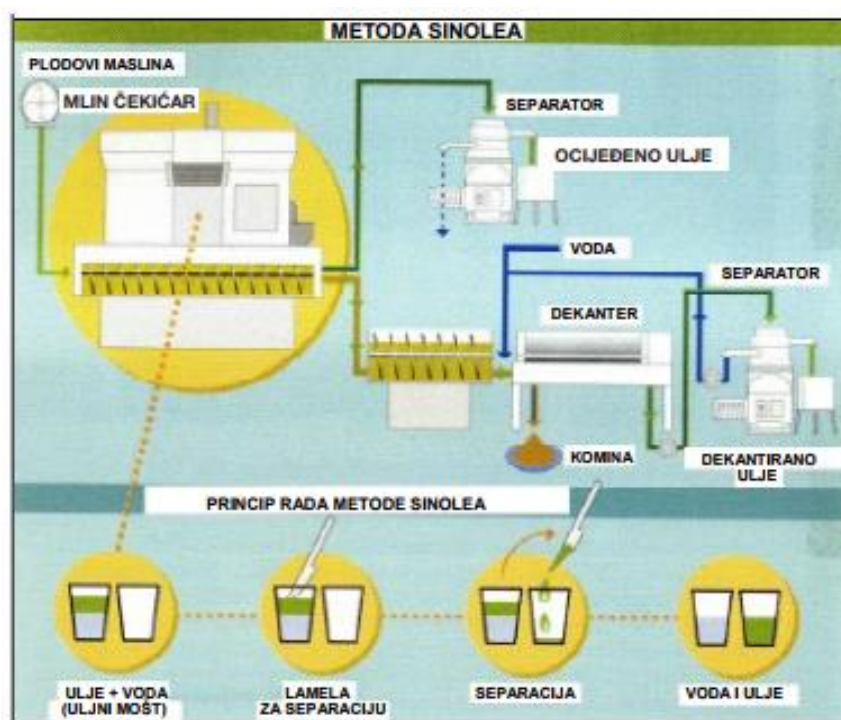 METODA SINOLEA
PLODOVI MASLINA
MLIN ČEKIĆAR
SEPARATOR
OCIJEĐENO ULJE
VODA
SEPARATOR
DEKANTER
KOMINA
DEKANTIRANO
ULJE
PRINCIP RADA METODE SINOLEA
ULJE + VODA
(ULJNI MOŠT)
LAMELA
ZA SEPARACIJU
SEPARACIJA
VODA I ULJE